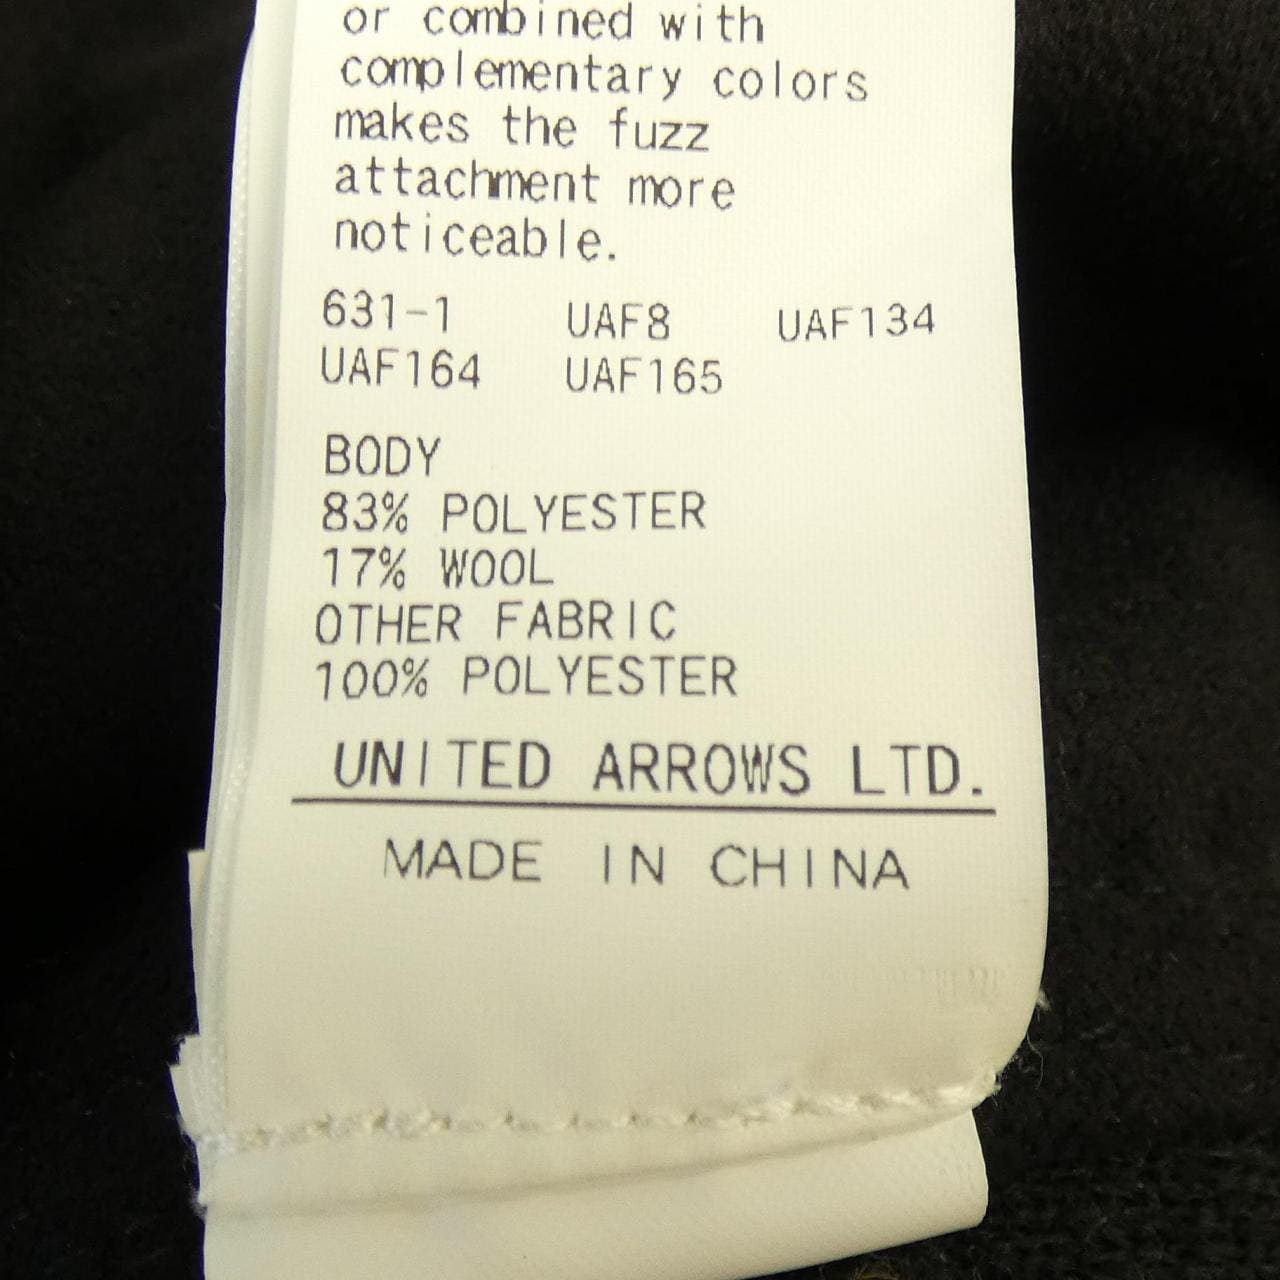 or combined with
complementary colors
makes the fuzz
attachment more
noticeable.
631-1 UAF8 UAF134
UAF164 UAF165
BODY
83% POLYESTER
17% WOOL
OTHER FABRIC
100% POLYESTER
UNITED ARROWS LTD.
MADE IN CHINA